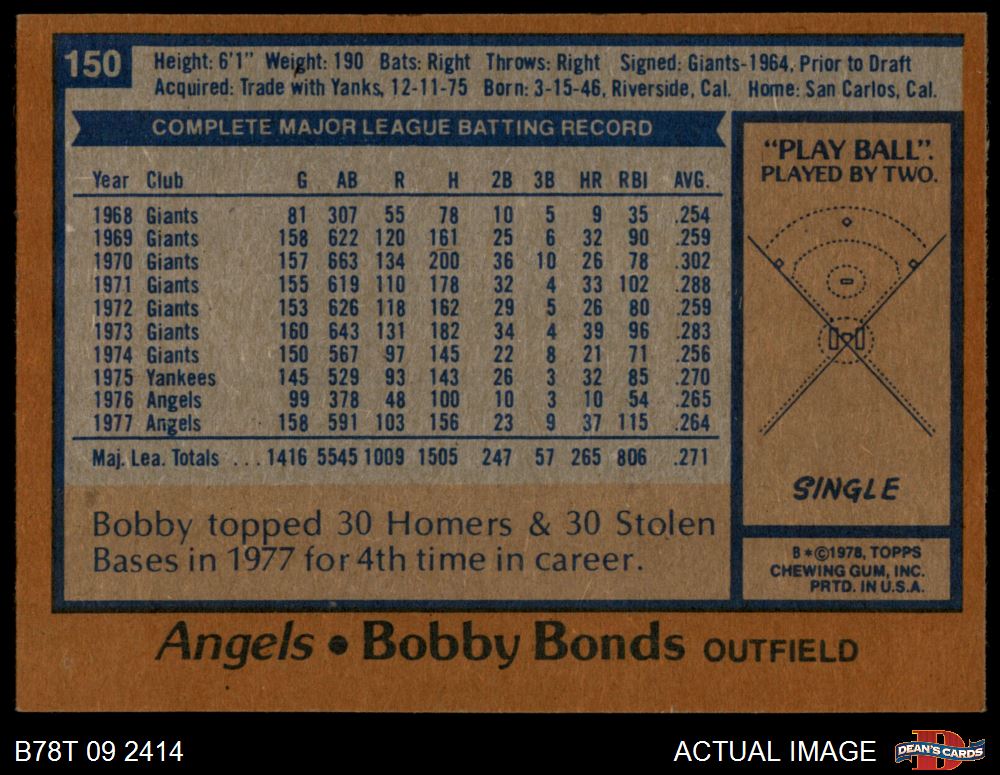 150
Height: 6'1" Weight: 190 Bats: Right Throws: Right Signed: Giants-1964, Prior to Draft
Acquired: Trade with Yanks, 12-11-75 Born: 3-15-46, Riverside, Cal. Home: San Carlos, Cal.
COMPLETE MAJOR LEAGUE BATTING RECORD
Year Club G AB R H 2B 3B HR RBI AVG.
1968 Giants 81 307 55 78 10 5 9 35 .254
1969 Giants 158 622 120 161 25 6 32 90 .259
1970 Giants 157 663 134 200 36 10 26 78 .302
1971 Giants 155 619 110 178 32 4 33 102 .288
1972 Giants 153 626 118 162 29 5 26 80 .259
1973 Giants 160 643 131 182 34 4 39 96 .283
1974 Giants 150 567 97 145 22 8 21 71 .256
1975 Yankees 145 529 93 143 26 3 32 85 .270
1976 Angels 99 378 48 100 10 3 10 54 .265
1977 Angels 158 591 103 156 23 9 37 115 .264
Maj. Lea. Totals ...1416 5545 1009 1505 247 57 265 806 .271
Bobby topped 30 Homers & 30 Stolen
Bases in 1977 for 4th time in career.
"PLAY BALL".
PLAYED BY TWO.
SINGLE
B*©1978, TOPPS
CHEWING GUM, INC.
PRTD. IN U.S.A.
Angels • Bobby Bonds OUTFIELD
B78T 09 2414
ACTUAL IMAGE
D
DEAN'S CARDS